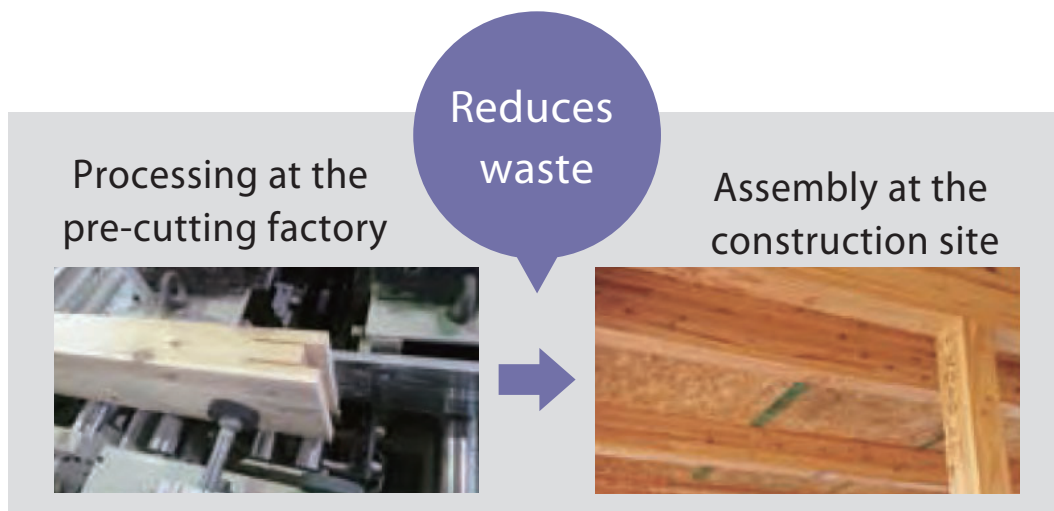 Reduces
waste
Processing at the
pre-cutting factory
Assembly at the
construction site